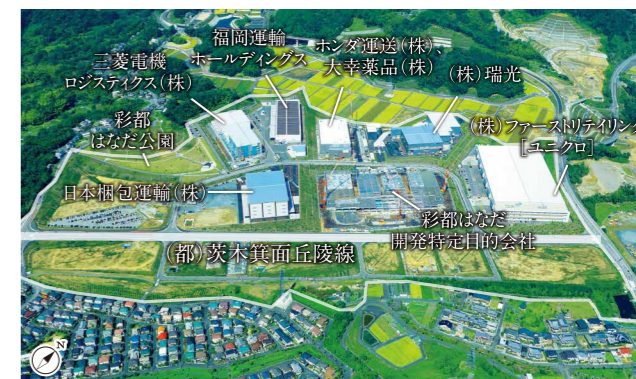 福岡運輸
ホールディングス
ホンダ運送(株)、
大幸薬品(株)
三菱電機
ロジスティクス(株)
(株)瑞光
彩都
はなだ公園
(株)ファーストリテイリング
[ユニクロ]
日本梱包運輸(株)
彩都はなだ
開発特定目的会社
(都)茨木箕面丘陵線
N